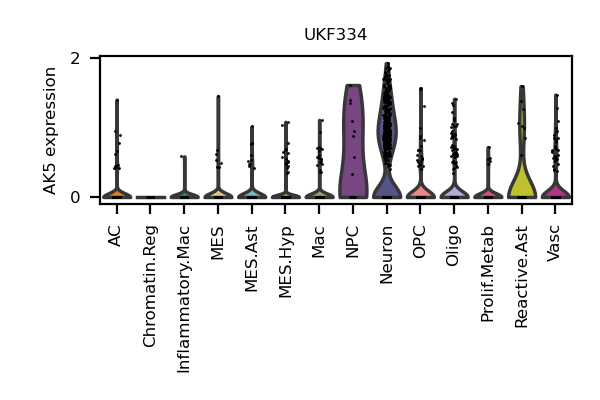 UKF334
AK5 expression
2
0
AC
Chromatin.Reg
Inflammatory.Mac
MES
MES.Ast
MES.Hyp
Mac
NPC
Neuron
OPC
Oligo
Prolif.Metab
Reactive.Ast
Vasc